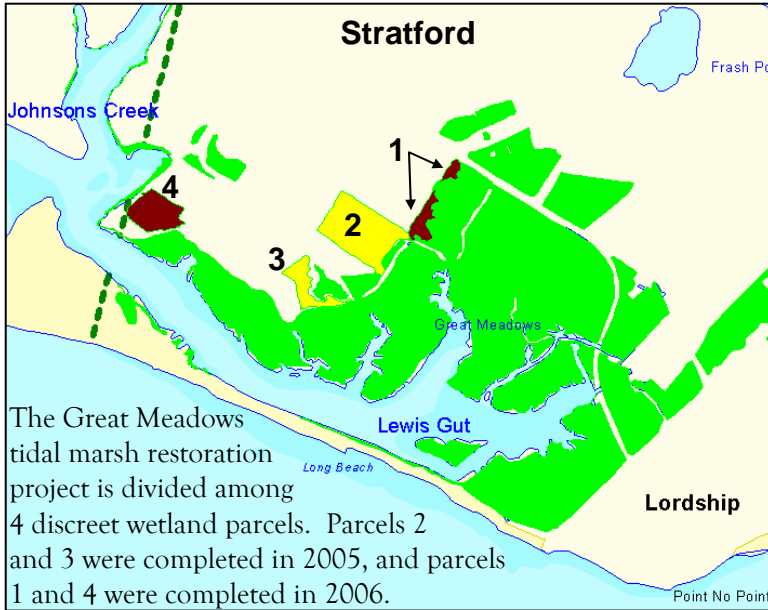 Stratford
Frash Po
Johnsons Creek
1
4
2
3
Great Meadows
Lewis Gut
Long Beach
Lordship
Point No Point
The Great Meadows
tidal marsh restoration
project is divided among
4 discreet wetland parcels. Parcels 2
and 3 were completed in 2005, and parcels
1 and 4 were completed in 2006.